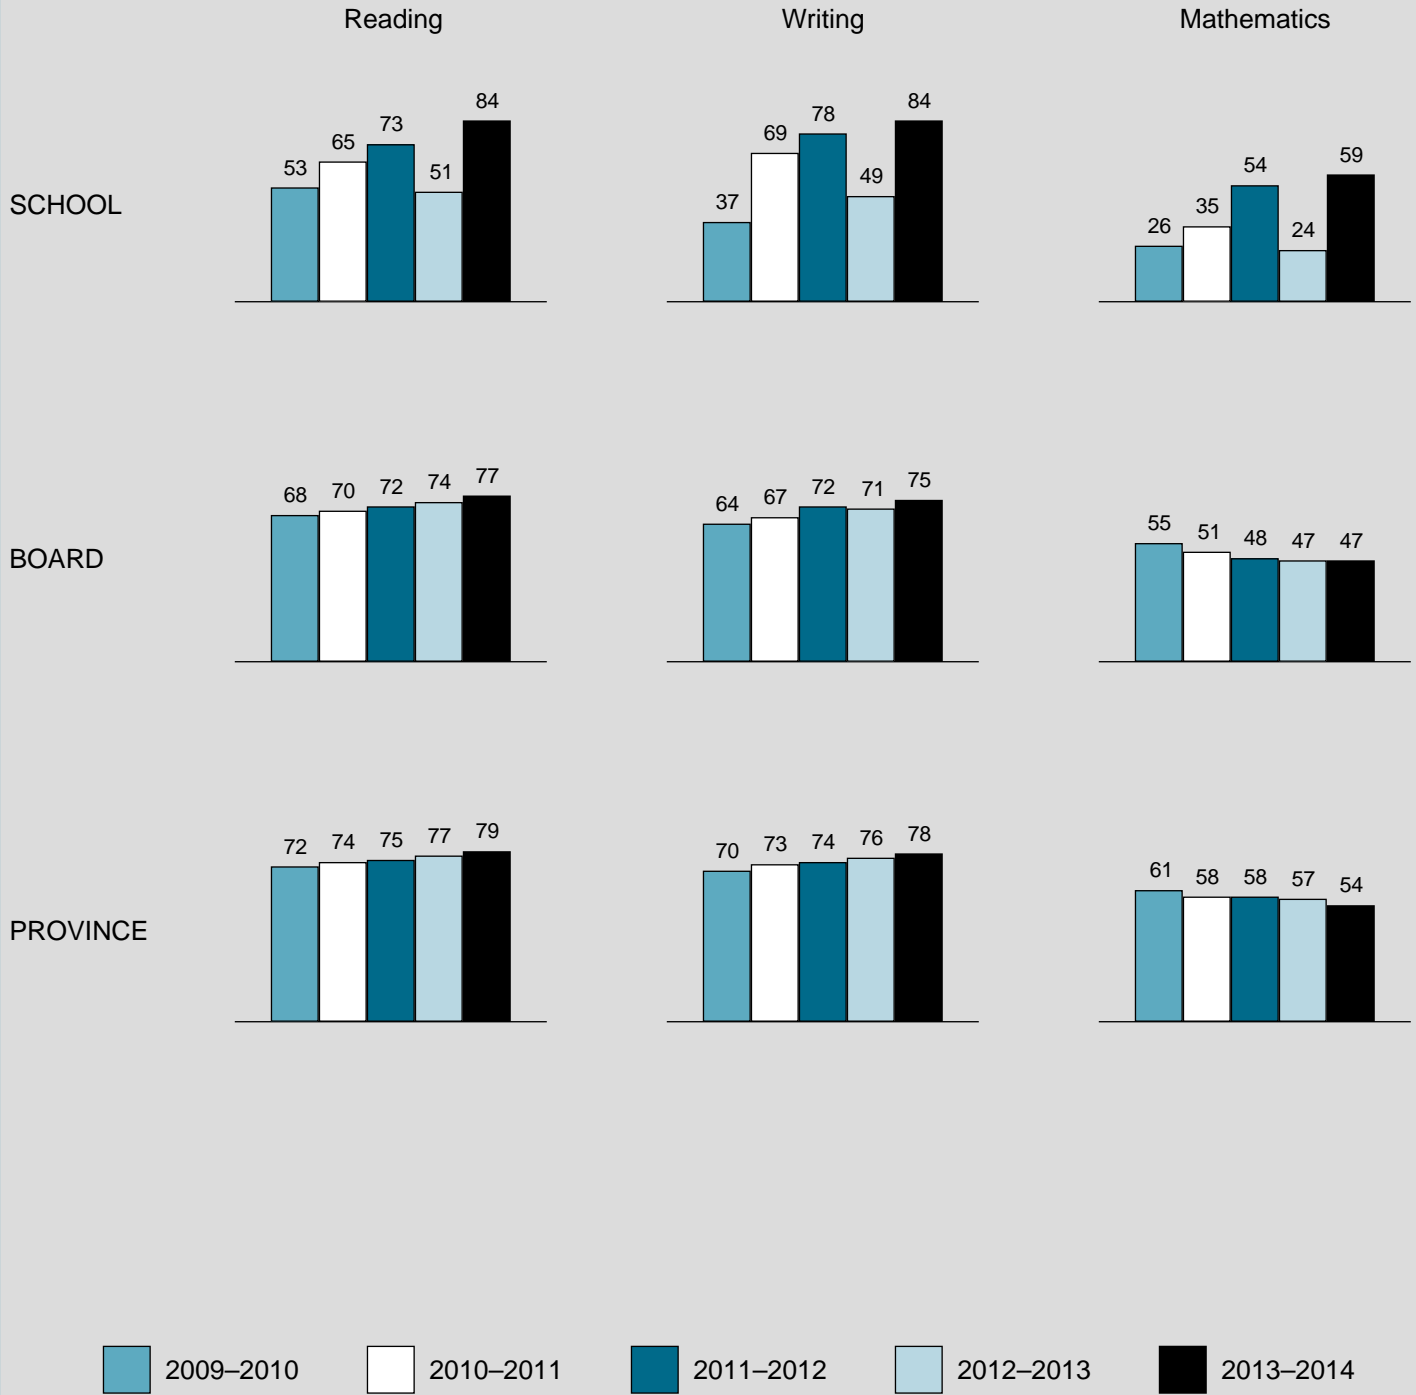 Reading Writing Mathematics
SCHOOL
53 65 73 51 84
37 69 78 49 84
26 35 54 24 59
BOARD
68 70 72 74 77
64 67 72 71 75
55 51 48 47 47
PROVINCE
72 74 75 77 79
70 73 74 76 78
61 58 58 57 54
2009–2010 2010–2011 2011–2012 2012–2013 2013–2014